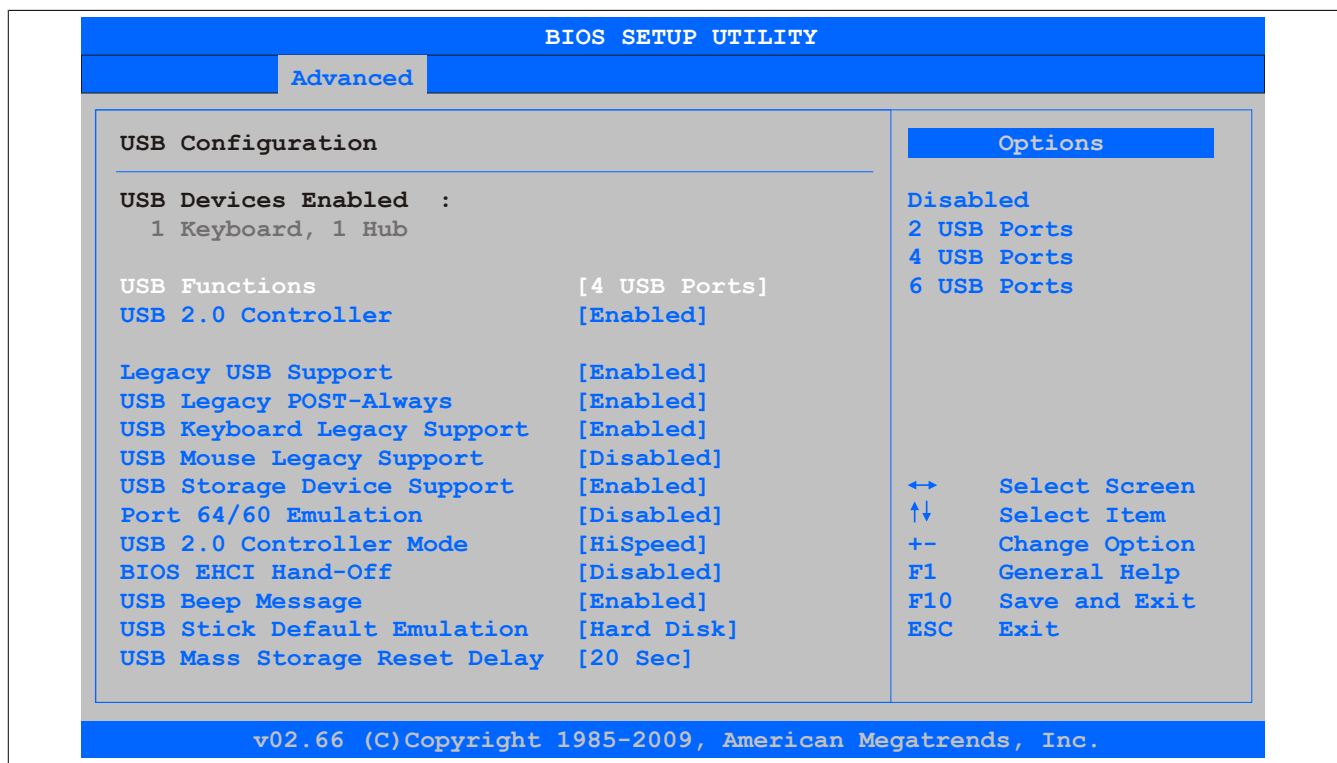 BIOS SETUP UTILITY
Advanced
USB Configuration
USB Devices Enabled :
1 Keyboard, 1 Hub
USB Functions [4 USB Ports]
USB 2.0 Controller [Enabled]
Legacy USB Support [Enabled]
USB Legacy POST-Always [Enabled]
USB Keyboard Legacy Support [Enabled]
USB Mouse Legacy Support [Disabled]
USB Storage Device Support [Enabled]
Port 64/60 Emulation [Disabled]
USB 2.0 Controller Mode [HiSpeed]
BIOS EHCI Hand-Off [Disabled]
USB Beep Message [Enabled]
USB Stick Default Emulation [Hard Disk]
USB Mass Storage Reset Delay [20 Sec]
Options
Disabled
2 USB Ports
4 USB Ports
6 USB Ports
↔ Select Screen
↑↓ Select Item
+- Change Option
F1 General Help
F10 Save and Exit
ESC Exit
v02.66 (C)Copyright 1985-2009, American Megatrends, Inc.